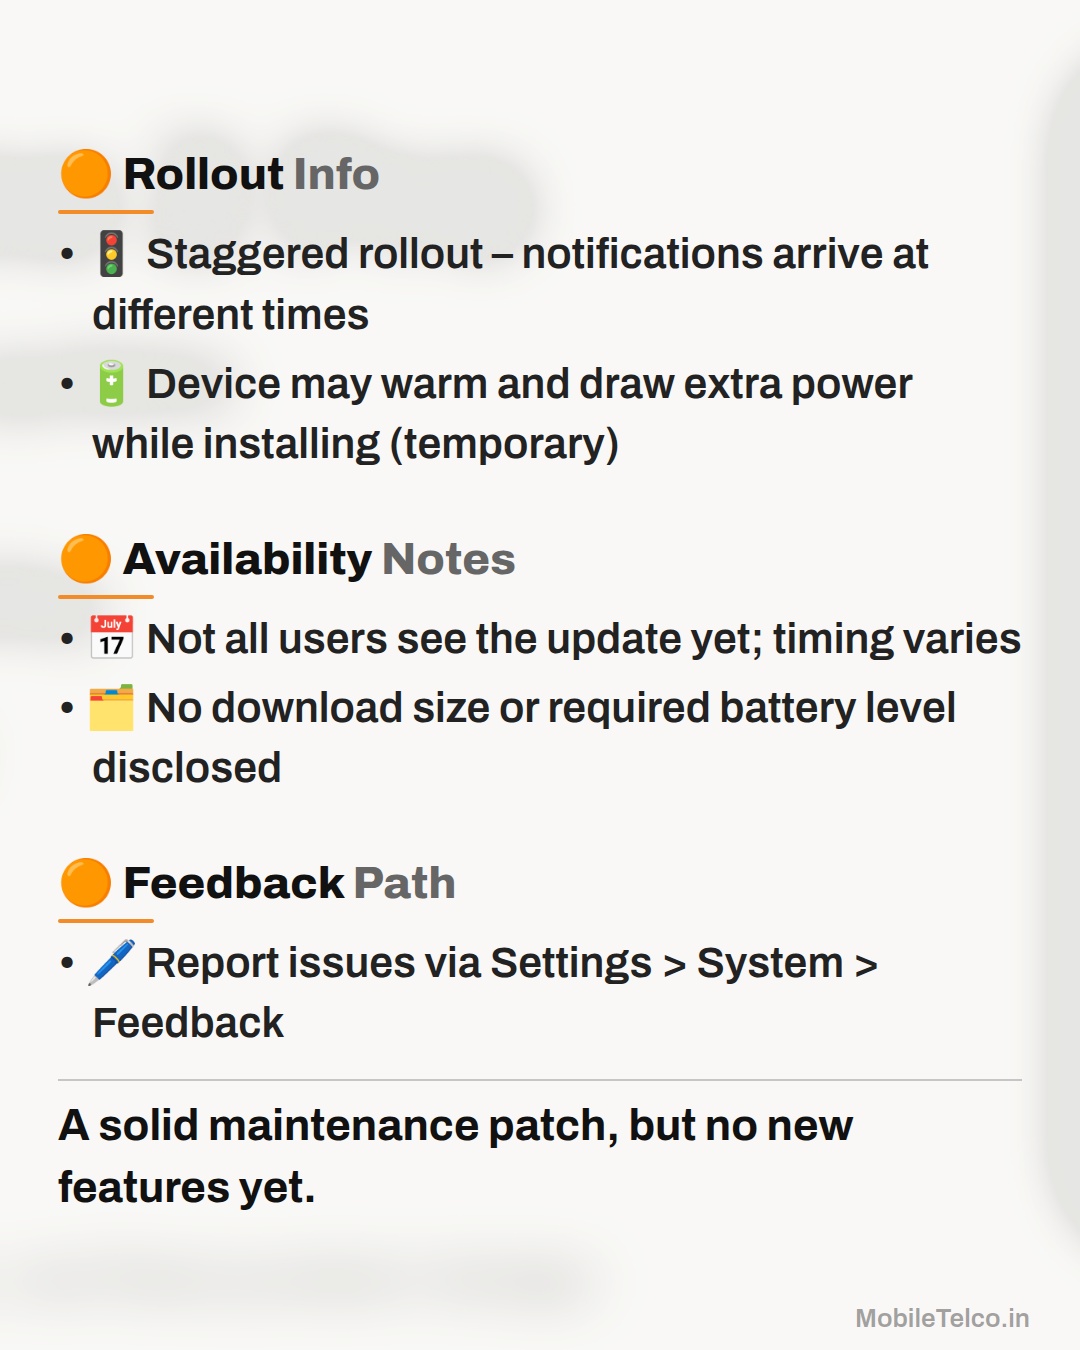 🟠 Rollout Info
• 🚦 Staggered rollout – notifications arrive at
different times
• 🔋 Device may warm and draw extra power
while installing (temporary)
🟠 Availability Notes
• 📅 Not all users see the update yet; timing varies
• 🗂️ No download size or required battery level
disclosed
🟠 Feedback Path
• 🖊️ Report issues via Settings > System >
Feedback
A solid maintenance patch, but no new
features yet.
MobileTelco.in